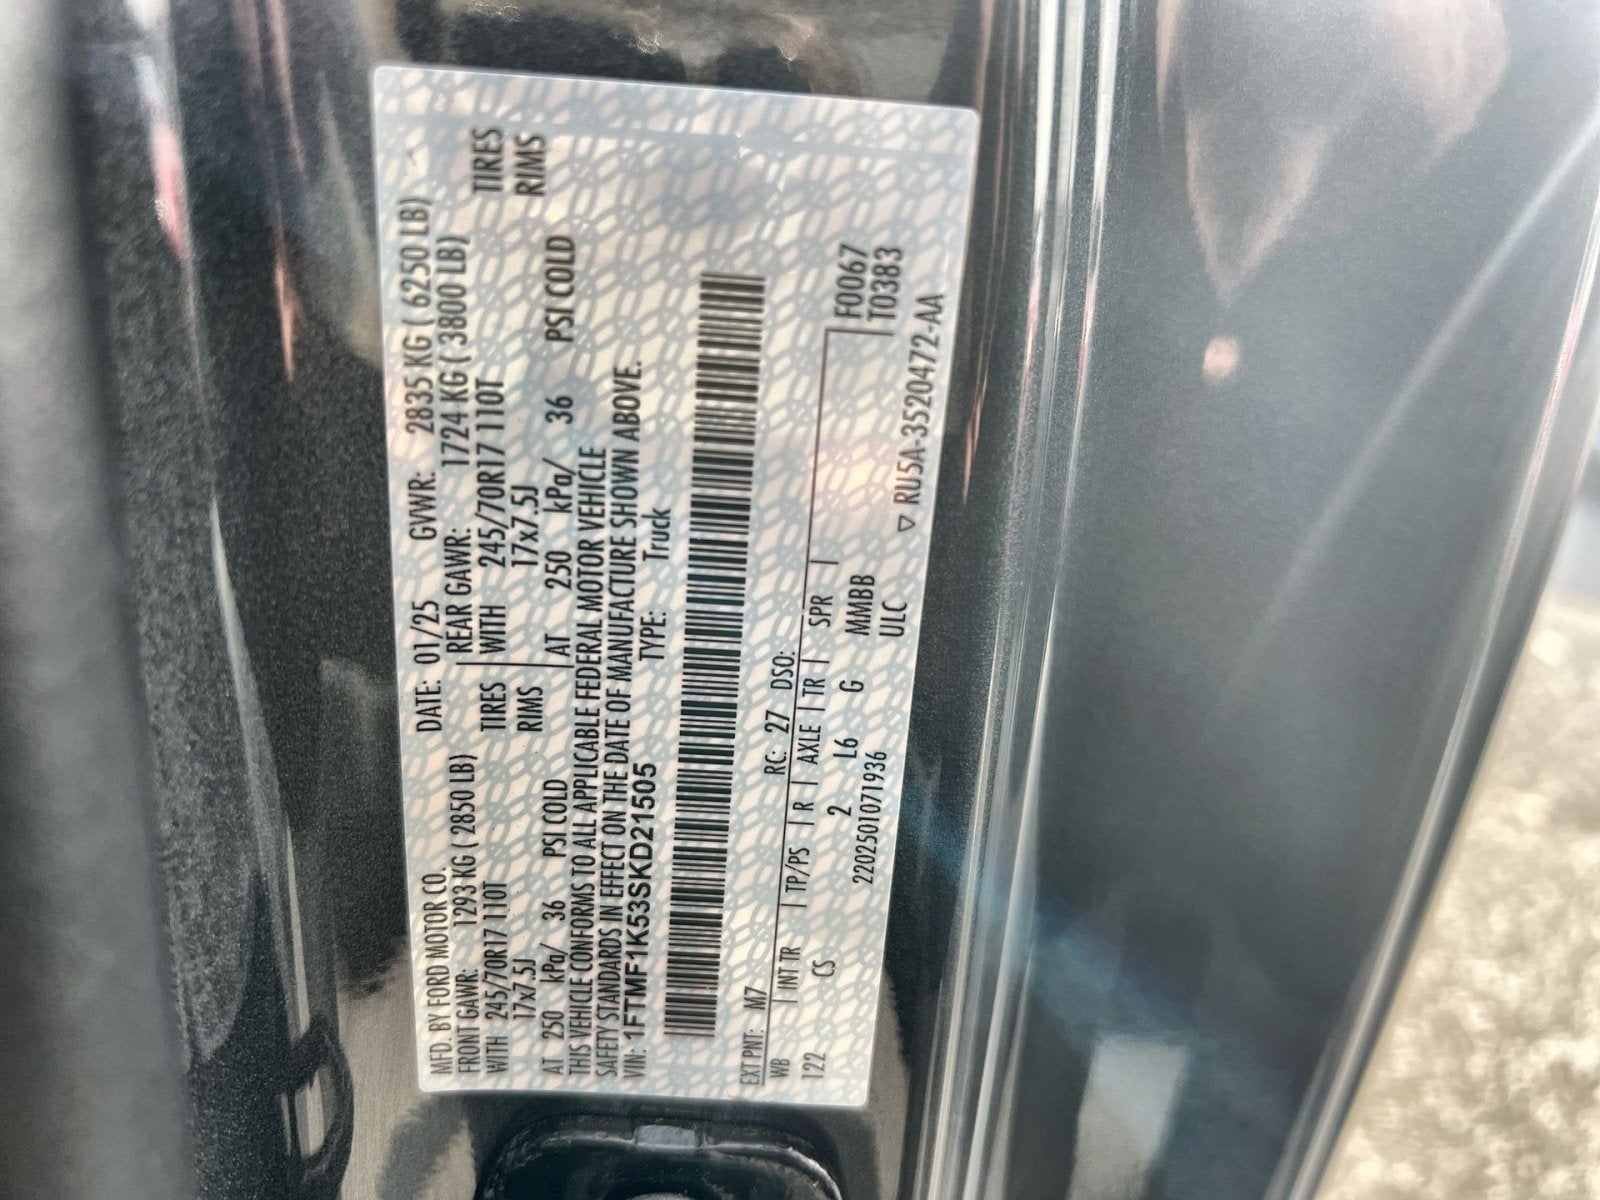 MFD. BY FORD MOTOR CO. DATE: 01/25 GVWR: 2835 KG ( 6250 LB)
FRONT GAWR: 1293 KG ( 2850 LB) REAR GAWR: 1724 KG ( 3800 LB)
WITH 245/70R17 110T TIRES WITH 245/70R17 110T TIRES
17x7.5J RIMS 17x7.5J RIMS
AT 250 kPa/ 36 PSI COLD AT 250 kPa/ 36 PSI COLD
THIS VEHICLE CONFORMS TO ALL APPLICABLE FEDERAL MOTOR VEHICLE
SAFETY STANDARDS IN EFFECT ON THE DATE OF MANUFACTURE SHOWN ABOVE.
VIN: 1FTMF1K53SKD21505 TYPE: Truck
EXT PNT: M7 RC: 27 DSO:
WB | INT TR | TP/PS | R | AXLE | TR | SPR | F0067
122 CS 2 L6 G MMBB T0383
2202501071936 ULC ▽ RU5A-3520472-AA